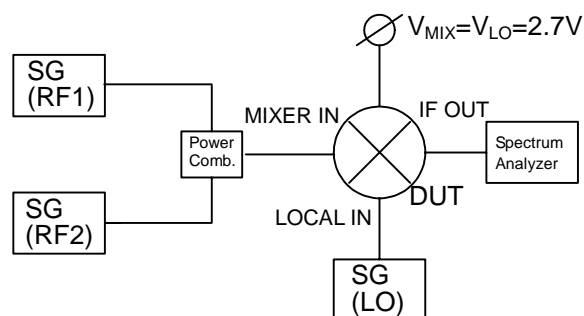 V_MIX=V_LO=2.7V
SG
(RF1)
MIXER IN
IF OUT
Power
Comb.
Spectrum
Analyzer
SG
(RF2)
DUT
LOCAL IN
SG
(LO)